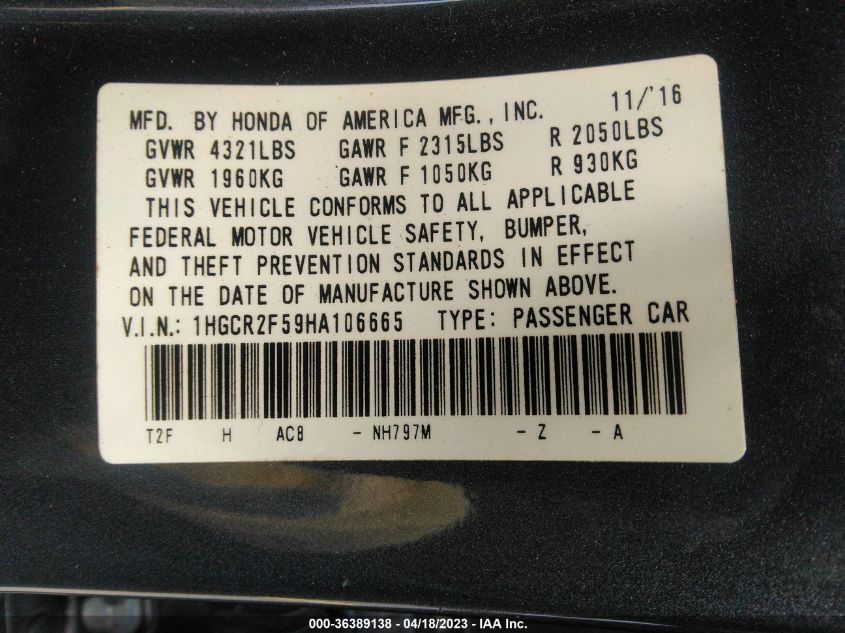 MFD. BY HONDA OF AMERICA MFG., INC. 11/'16
GVWR 4321LBS GAWR F 2315LBS R 2050LBS
GVWR 1960KG GAWR F 1050KG R 930KG
THIS VEHICLE CONFORMS TO ALL APPLICABLE
FEDERAL MOTOR VEHICLE SAFETY, BUMPER,
AND THEFT PREVENTION STANDARDS IN EFFECT
ON THE DATE OF MANUFACTURE SHOWN ABOVE.
V.I.N.: 1HGCR2F59HA106665 TYPE: PASSENGER CAR
T2F H AC8 - NH797M - Z - A
000-36389138 - 04/18/2023 - IAA Inc.